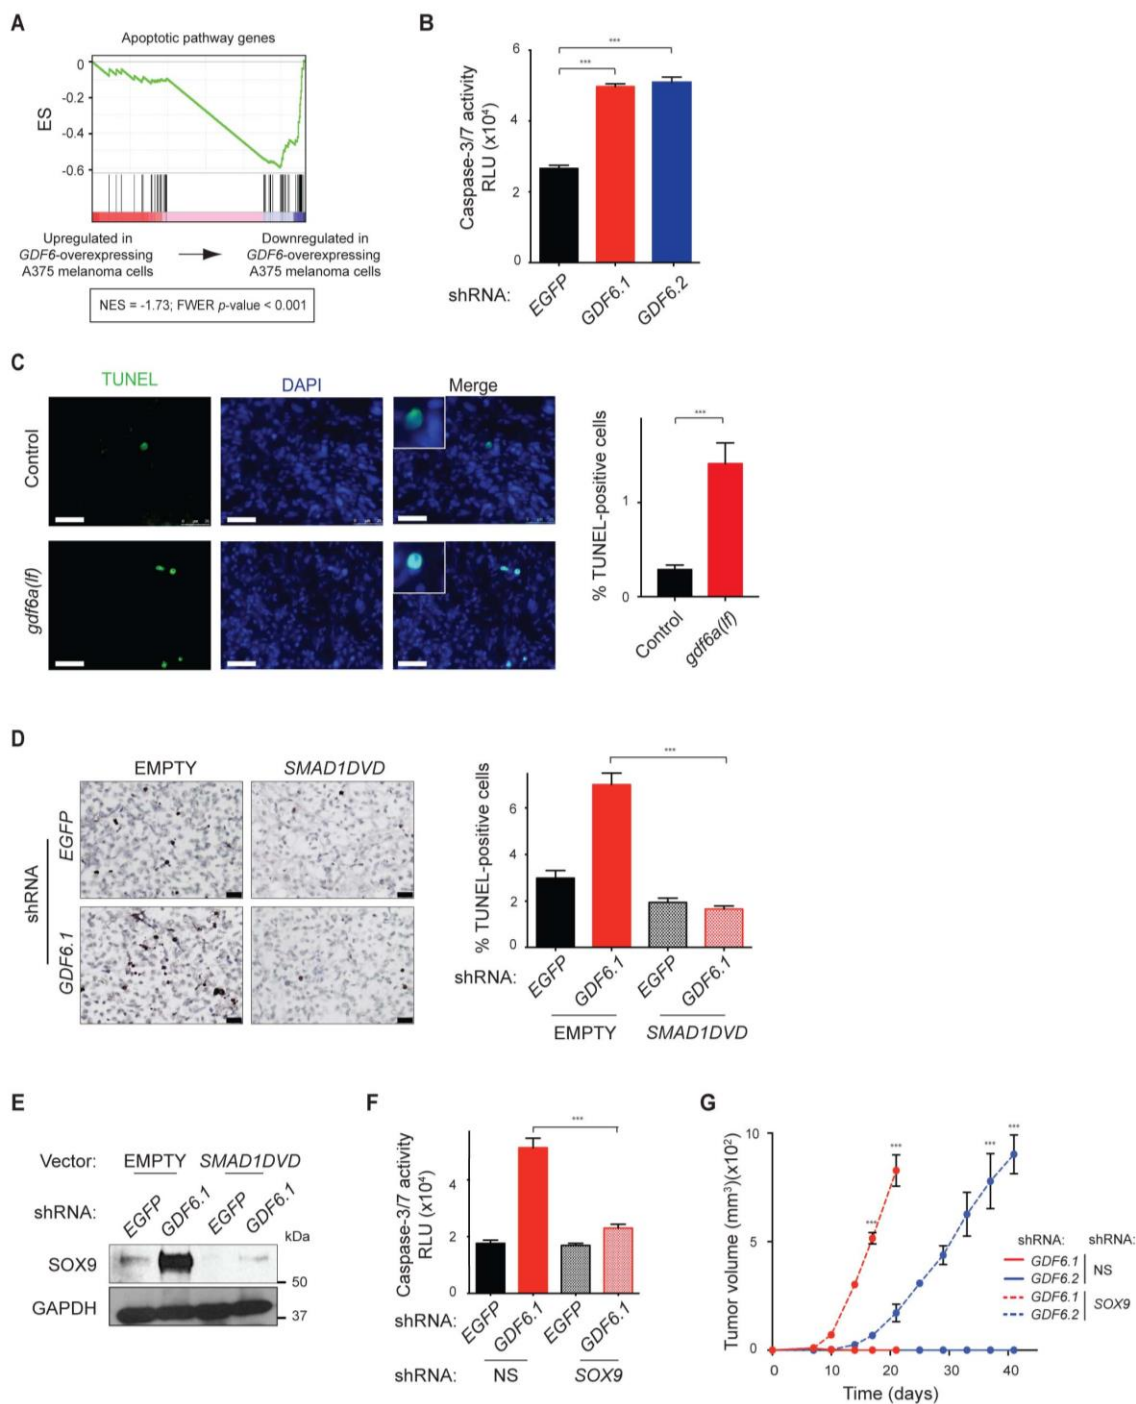 A
Apoptotic pathway genes
0
-0.2
-0.4
-0.6
ES
Upregulated in
GDF6-overexpressing
A375 melanoma cells
Downregulated in
GDF6-overexpressing
A375 melanoma cells
NES = -1.73; FWER p-value < 0.001
B
6
4
2
0
Caspase-3/7 activity
RLU (x10⁴)
***
***
shRNA:
EGFP
GDF6.1
GDF6.2
C
TUNEL
DAPI
Merge
Control
gdf6a(lf)
% TUNEL-positive cells
1
0
***
Control
gdf6a(lf)
D
EMPTY
SMAD1DVD
shRNA
EGFP
GDF6.1
% TUNEL-positive cells
6
4
2
0
***
shRNA:
EGFP
GDF6.1
EGFP
GDF6.1
EMPTY
SMAD1DVD
E
Vector:
EMPTY
SMAD1DVD
shRNA:
EGFP
GDF6.1
EGFP
GDF6.1
kDa
SOX9
50
GAPDH
37
F
Caspase-3/7 activity
RLU (x10⁴)
4
2
0
***
shRNA:
EGFP
GDF6.1
EGFP
GDF6.1
shRNA:
NS
SOX9
G
Tumor volume (mm³)(x10²)
10
5
0
***
***
***
***
0
10
20
30
40
Time (days)
shRNA:
shRNA:
GDF6.1
GDF6.2
NS
GDF6.1
GDF6.2
SOX9